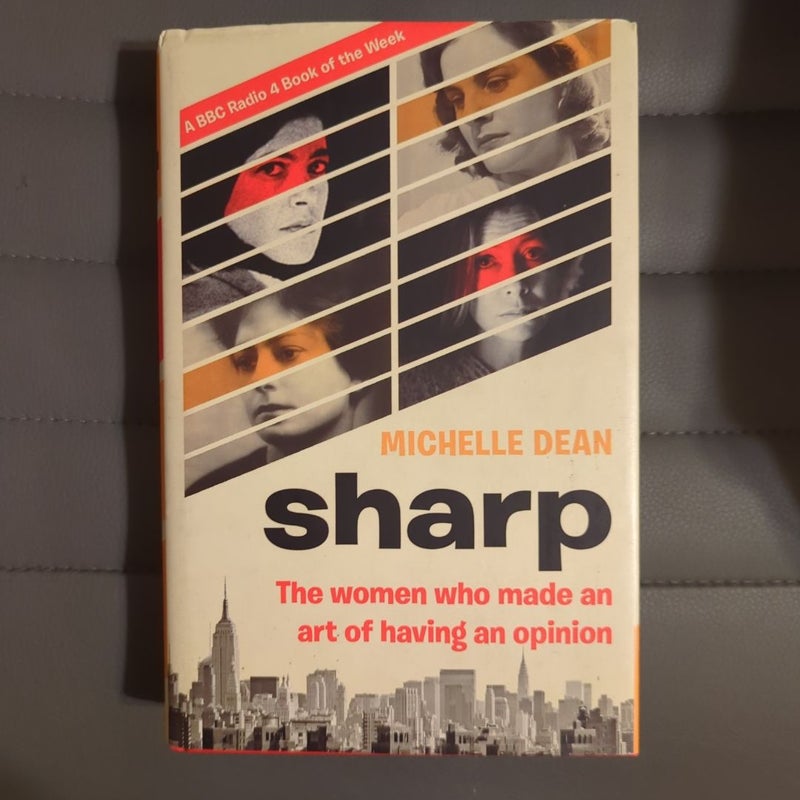 A BBC Radio 4 Book of the Week
MICHELLE DEAN
sharp
The women who made an
art of having an opinion